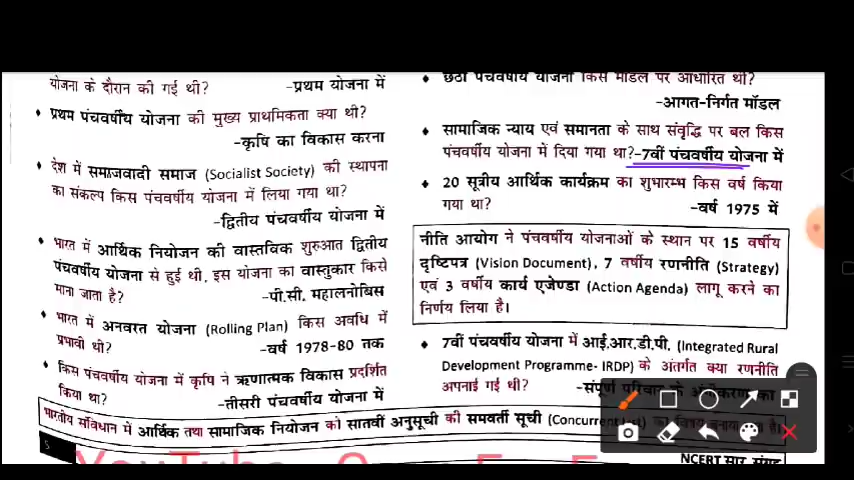 योजना के दौरान की गई थी?
-प्रथम योजना में
♦ प्रथम पंचवर्षीय योजना की मुख्य प्राथमिकता क्या थी?
-कृषि का विकास करना
♦ देश में समाजवादी समाज (Socialist Society) की स्थापना
का संकल्प किस पंचवर्षीय योजना में लिया गया था?
-द्वितीय पंचवर्षीय योजना में
♦ भारत में आर्थिक नियोजन की वास्तविक शुरुआत द्वितीय
पंचवर्षीय योजना से हुई थी, इस योजना का वास्तुकार किसे
माना जाता है?
-पी.सी. महालनोबिस
♦ भारत में अनवरत योजना (Rolling Plan) किस अवधि में
प्रभावी थी?
-वर्ष 1978-80 तक
♦ किस पंचवर्षीय योजना में कृषि ने ऋणात्मक विकास प्रदर्शित
किया था?
-तीसरी पंचवर्षीय योजना में
♦ छठी पंचवर्षीय योजना किस मॉडल पर आधारित थी?
-आगत-निर्गत मॉडल
♦ सामाजिक न्याय एवं समानता के साथ संवृद्धि पर बल किस
पंचवर्षीय योजना में दिया गया था? -7वीं पंचवर्षीय योजना में
♦ 20 सूत्रीय आर्थिक कार्यक्रम का शुभारम्भ किस वर्ष किया
गया था?
-वर्ष 1975 में
नीति आयोग ने पंचवर्षीय योजनाओं के स्थान पर 15 वर्षीय
दृष्टिपत्र (Vision Document), 7 वर्षीय रणनीति (Strategy)
एवं 3 वर्षीय कार्य एजेण्डा (Action Agenda) लागू करने का
निर्णय लिया है।
♦ 7वीं पंचवर्षीय योजना में आई.आर.डी.पी. (Integrated Rural
Development Programme- IRDP) के अंतर्गत क्या रणनीति
अपनाई गई थी?
-संपूर्ण परिवार का
भारतीय संविधान में आर्थिक तथा सामाजिक नियोजन को सातवीं अनुसूची की समवर्ती सूची (Concurrent
5
NCERT सार संग्रह